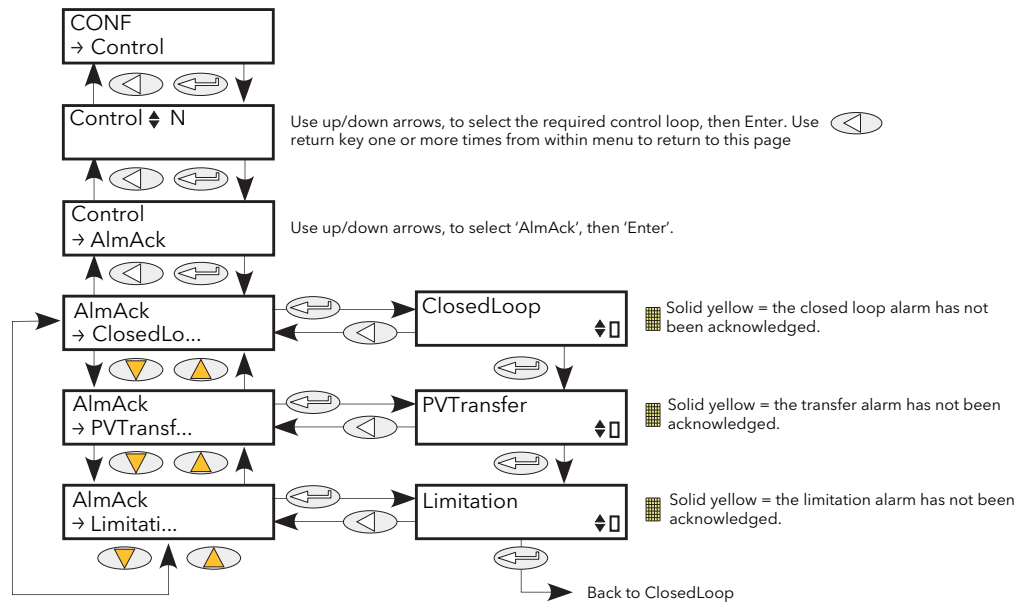 CONF
→ Control
Control N
Use up/down arrows, to select the required control loop, then Enter. Use
return key one or more times from within menu to return to this page
Control
→ AlmAck
Use up/down arrows, to select 'AlmAck', then 'Enter'.
AlmAck
→ ClosedLo...
ClosedLoop
Solid yellow = the closed loop alarm has not
been acknowledged.
AlmAck
→ PVTransf...
PVTransfer
Solid yellow = the transfer alarm has not been
acknowledged.
AlmAck
→ Limitati...
Limitation
Solid yellow = the limitation alarm has not been
acknowledged.
Back to ClosedLoop